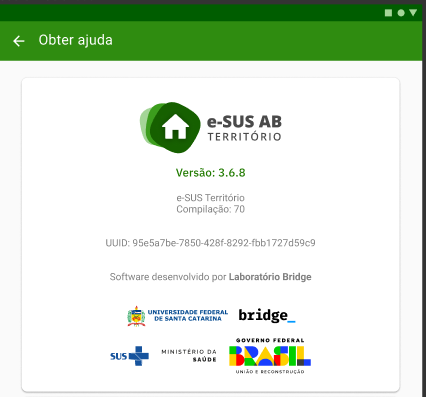 Obter ajuda
e-SUS AB
TERRITÓRIO
Versão: 3.6.8
e-SUS Território
Compilação: 70
UUID: 95e5a7be-7850-428f-8292-fbb1727d59c9
Software desenvolvido por Laboratório Bridge
UNIVERSIDADE FEDERAL
DE SANTA CATARINA
bridge_
SUS
MINISTÉRIO DA
SAÚDE
GOVERNO FEDERAL
BRASIL
UNIÃO E RECONSTRUÇÃO